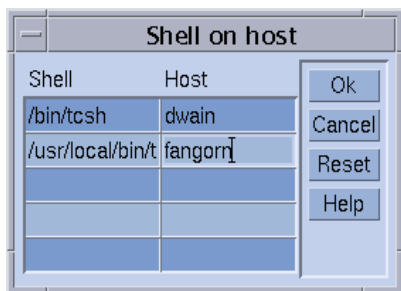 Shell on host
Shell Host
Ok
/bin/tcsh dwain
Cancel
/usr/local/bin/t fangorn
Reset
Help